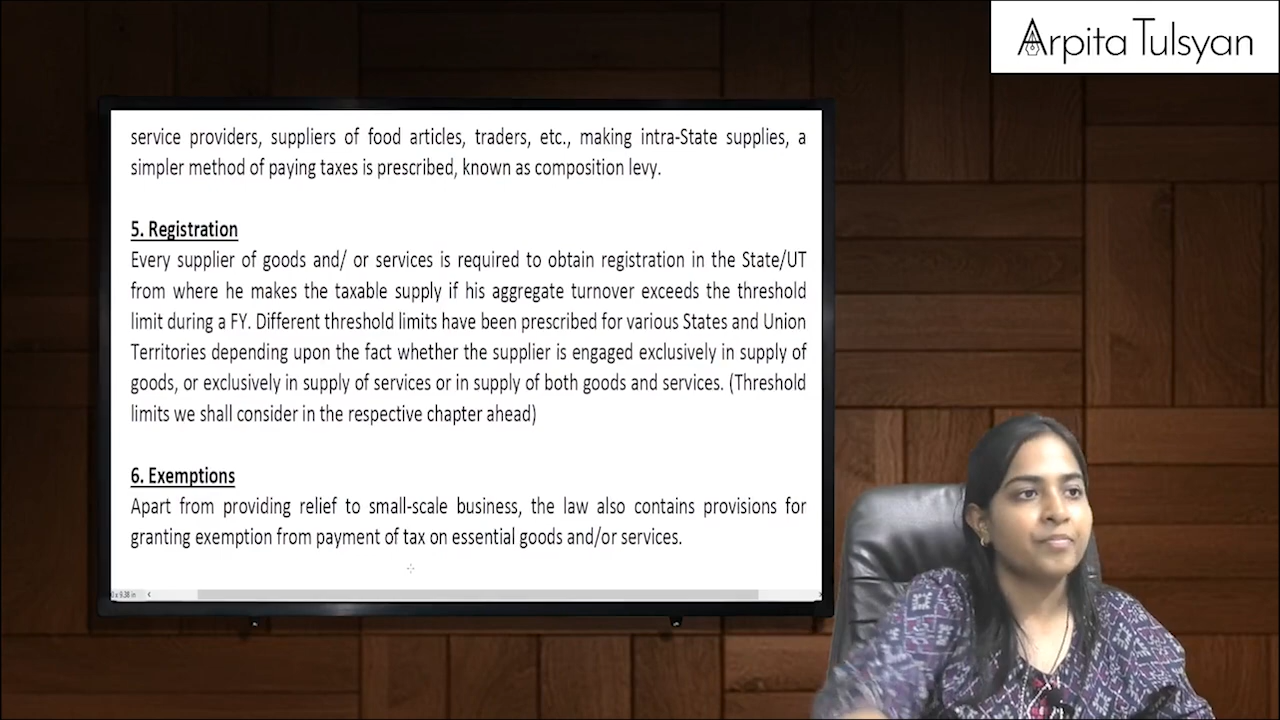 Arpita Tulsyan
service providers, suppliers of food articles, traders, etc., making intra-State supplies, a
simpler method of paying taxes is prescribed, known as composition levy.
5. Registration
Every supplier of goods and/ or services is required to obtain registration in the State/UT
from where he makes the taxable supply if his aggregate turnover exceeds the threshold
limit during a FY. Different threshold limits have been prescribed for various States and Union
Territories depending upon the fact whether the supplier is engaged exclusively in supply of
goods, or exclusively in supply of services or in supply of both goods and services. (Threshold
limits we shall consider in the respective chapter ahead)
6. Exemptions
Apart from providing relief to small-scale business, the law also contains provisions for
granting exemption from payment of tax on essential goods and/or services.